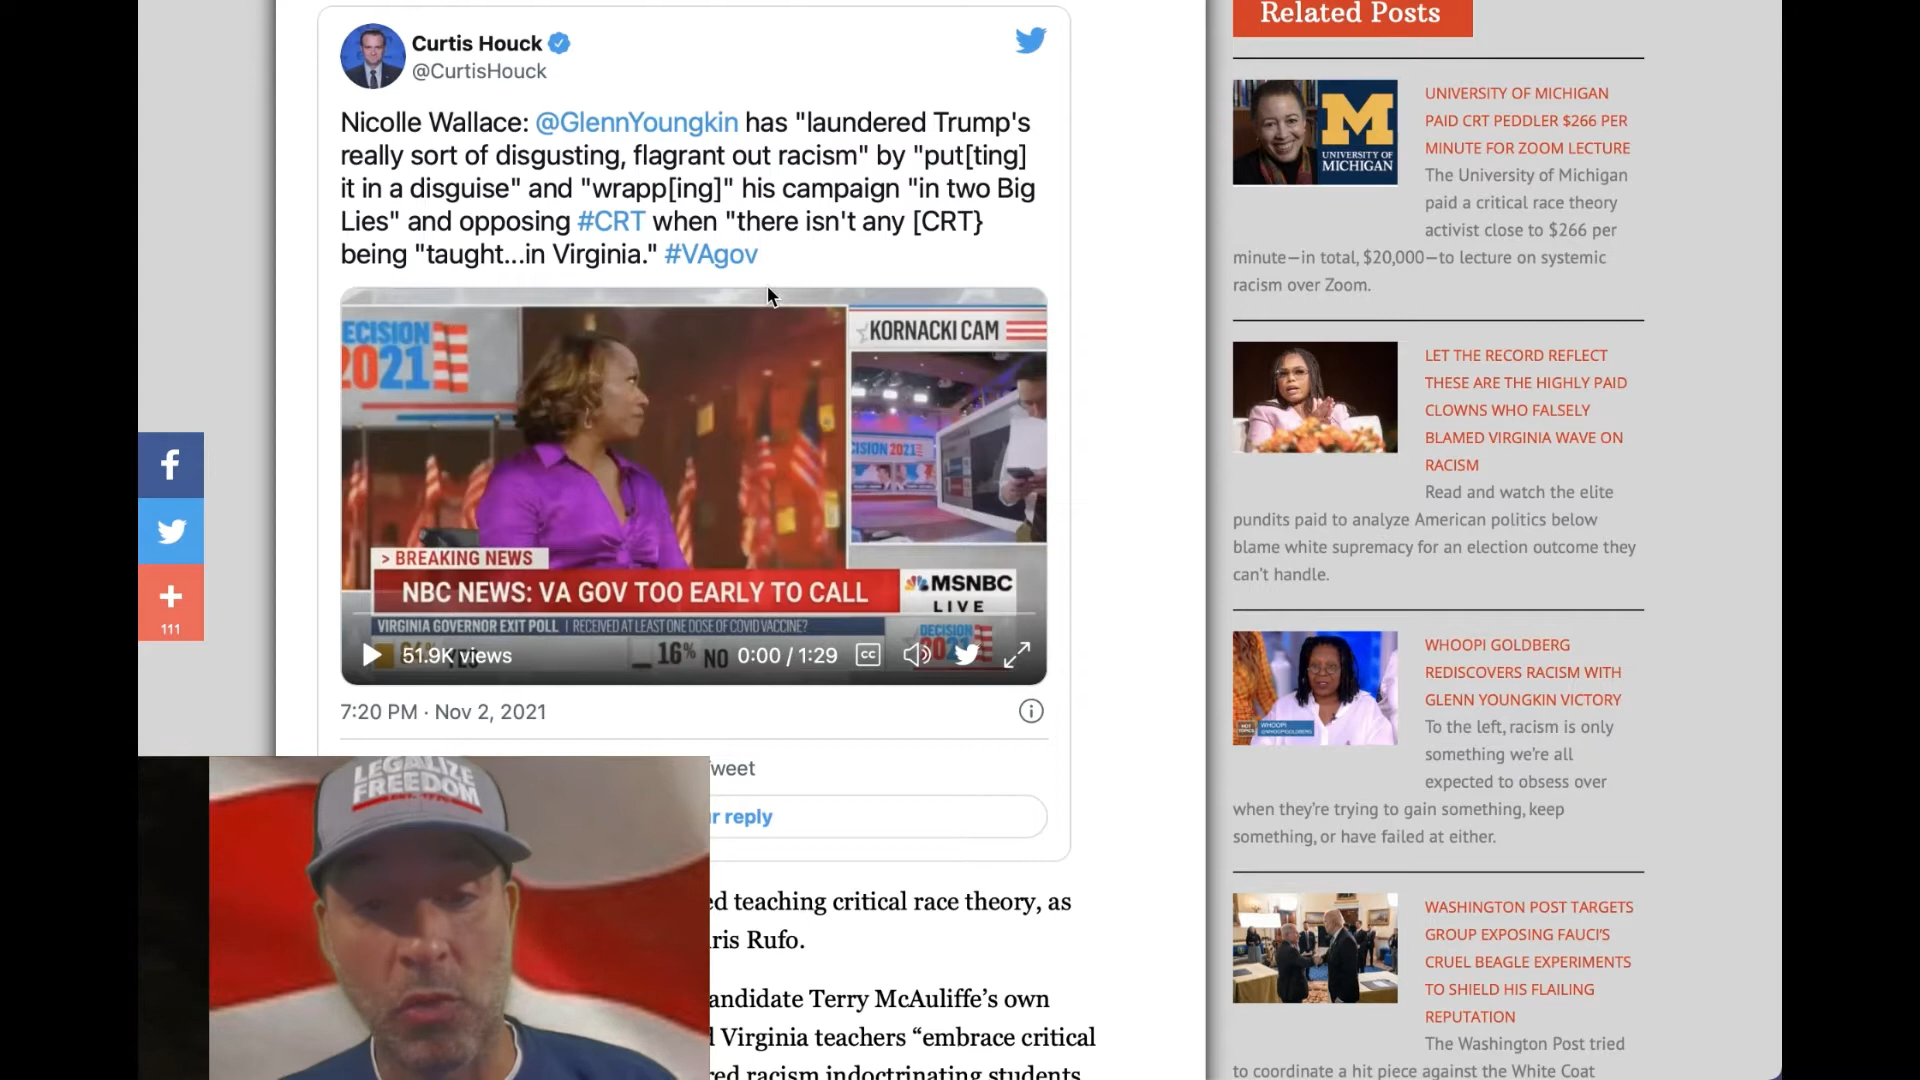 Curtis Houck
@CurtisHouck
Nicolle Wallace: @GlennYoungkin has "laundered Trump's
really sort of disgusting, flagrant out racism" by "put[ting]
it in a disguise" and "wrapp[ing]" his campaign "in two Big
Lies" and opposing #CRT when "there isn't any [CRT}
being "taught...in Virginia." #VAgov
ECISION
2021
KORNACKI CAM
ISION 2021
> BREAKING NEWS
NBC NEWS: VA GOV TOO EARLY TO CALL
MSNBC
LIVE
VIRGINIA GOVERNOR EXIT POLL | RECEIVED AT LEAST ONE DOSE OF COVID VACCINE?
DECISION
16% NO
51.9K views
0:00 / 1:29
CC
7:20 PM · Nov 2, 2021
weet
r reply
ed teaching critical race theory, as
ris Rufo.
andidate Terry McAuliffe's own
d Virginia teachers “embrace critical
red racism indoctrinating students
111
LEGALIZE
FREEDOM
Related Posts
M
UNIVERSITY OF
MICHIGAN
UNIVERSITY OF MICHIGAN
PAID CRT PEDDLER $266 PER
MINUTE FOR ZOOM LECTURE
The University of Michigan
paid a critical race theory
activist close to $266 per
minute—in total, $20,000—to lecture on systemic
racism over Zoom.
LET THE RECORD REFLECT
THESE ARE THE HIGHLY PAID
CLOWNS WHO FALSELY
BLAMED VIRGINIA WAVE ON
RACISM
Read and watch the elite
pundits paid to analyze American politics below
blame white supremacy for an election outcome they
can't handle.
WHOOPI
WHOOPI GOLDBERG
REDISCOVERS RACISM WITH
GLENN YOUNGKIN VICTORY
To the left, racism is only
something we're all
expected to obsess over
when they're trying to gain something, keep
something, or have failed at either.
WASHINGTON POST TARGETS
GROUP EXPOSING FAUCI'S
CRUEL BEAGLE EXPERIMENTS
TO SHIELD HIS FLAILING
REPUTATION
The Washington Post tried
to coordinate a hit piece against the White Coat